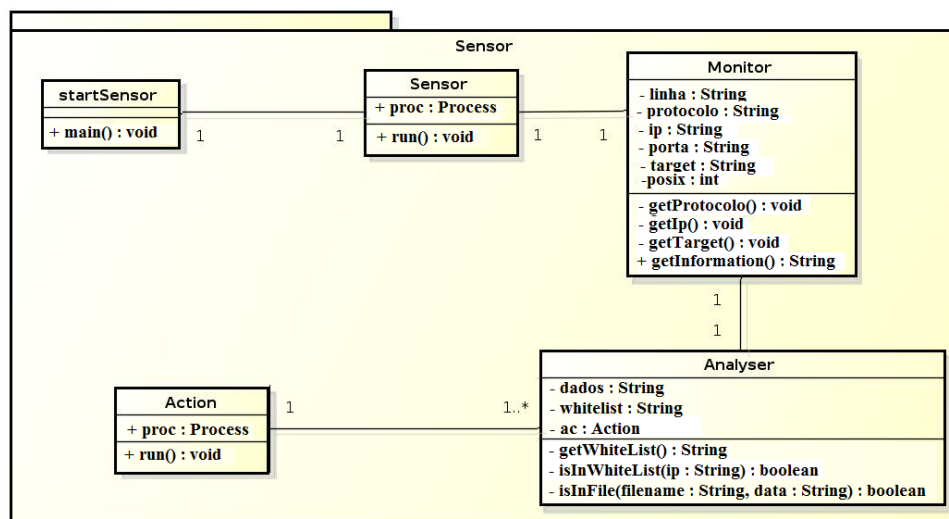 Sensor
startSensor
+ main() : void
1
1
Sensor
+ proc : Process
+ run() : void
1
1
Monitor
- linha : String
- protocolo : String
- ip : String
- porta : String
- target : String
-posix : int
- getProtocolo() : void
- getIp() : void
- getTarget() : void
+ getInformation() : String
1
1
Action
+ proc : Process
+ run() : void
1
1..*
Analyser
- dados : String
- whitelist : String
- ac : Action
- getWhiteList() : String
- isInWhiteList(ip : String) : boolean
- isInFile(filename : String, data : String) : boolean